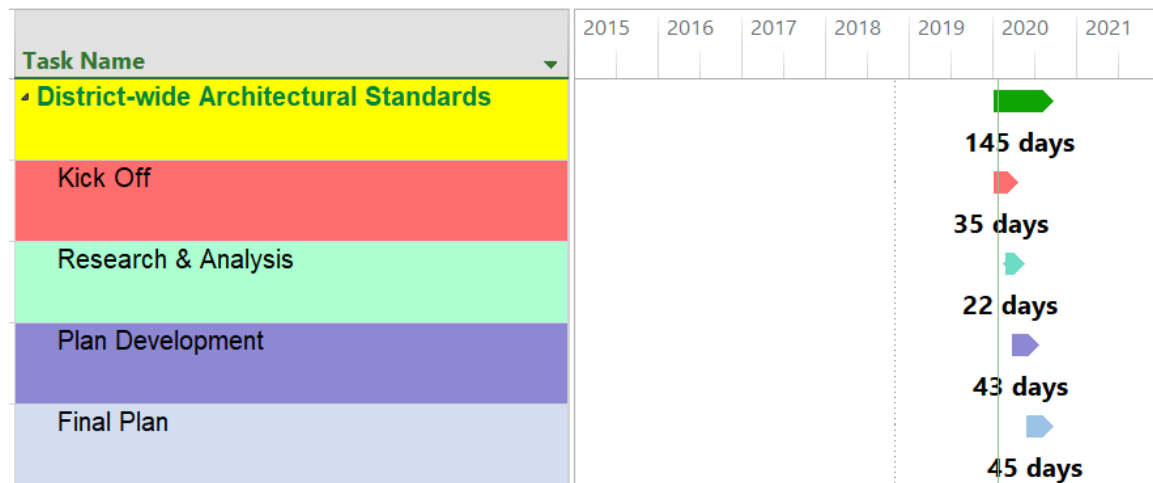 2015 2016 2017 2018 2019 2020 2021
Task Name
District-wide Architectural Standards
145 days
Kick Off
35 days
Research & Analysis
22 days
Plan Development
43 days
Final Plan
45 days